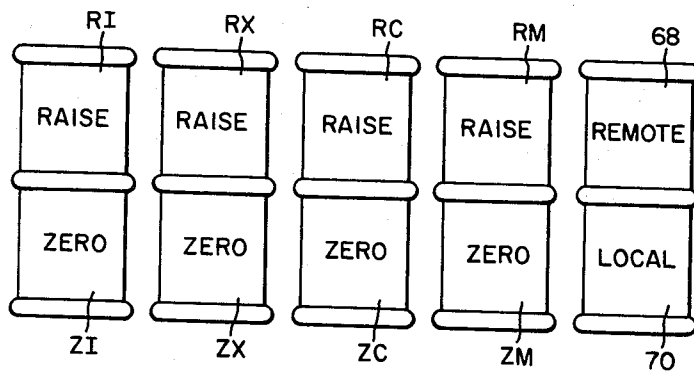 RI RX RC RM 68
RAISE RAISE RAISE RAISE REMOTE
ZERO ZERO ZERO ZERO LOCAL
ZI ZX ZC ZM 70